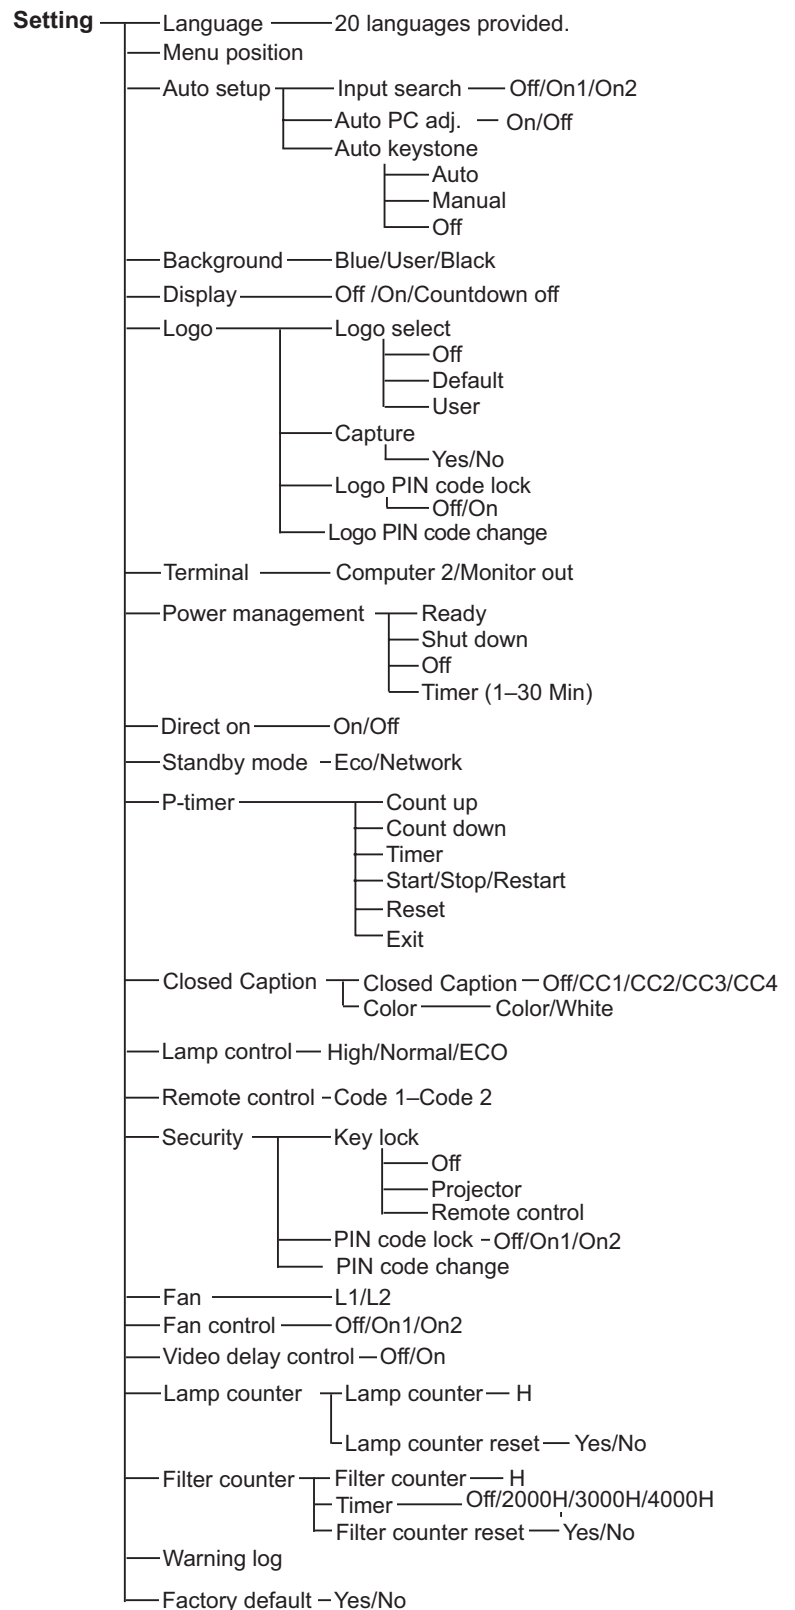 Setting Language 20 languages provided.
Menu position
Auto setup Input search Off/On1/On2
Auto PC adj. On/Off
Auto keystone
Auto
Manual
Off
Background Blue/User/Black
Display Off /On/Countdown off
Logo Logo select
Off
Default
User
Capture
Yes/No
Logo PIN code lock
Off/On
Logo PIN code change
Terminal Computer 2/Monitor out
Power management Ready
Shut down
Off
Timer (1–30 Min)
Direct on On/Off
Standby mode Eco/Network
P-timer Count up
Count down
Timer
Start/Stop/Restart
Reset
Exit
Closed Caption Closed Caption Off/CC1/CC2/CC3/CC4
Color Color/White
Lamp control High/Normal/ECO
Remote control Code 1–Code 2
Security Key lock
Off
Projector
Remote control
PIN code lock Off/On1/On2
PIN code change
Fan L1/L2
Fan control Off/On1/On2
Video delay control Off/On
Lamp counter Lamp counter H
Lamp counter reset Yes/No
Filter counter Filter counter H
Timer Off/2000H/3000H/4000H
Filter counter reset Yes/No
Warning log
Factory default Yes/No